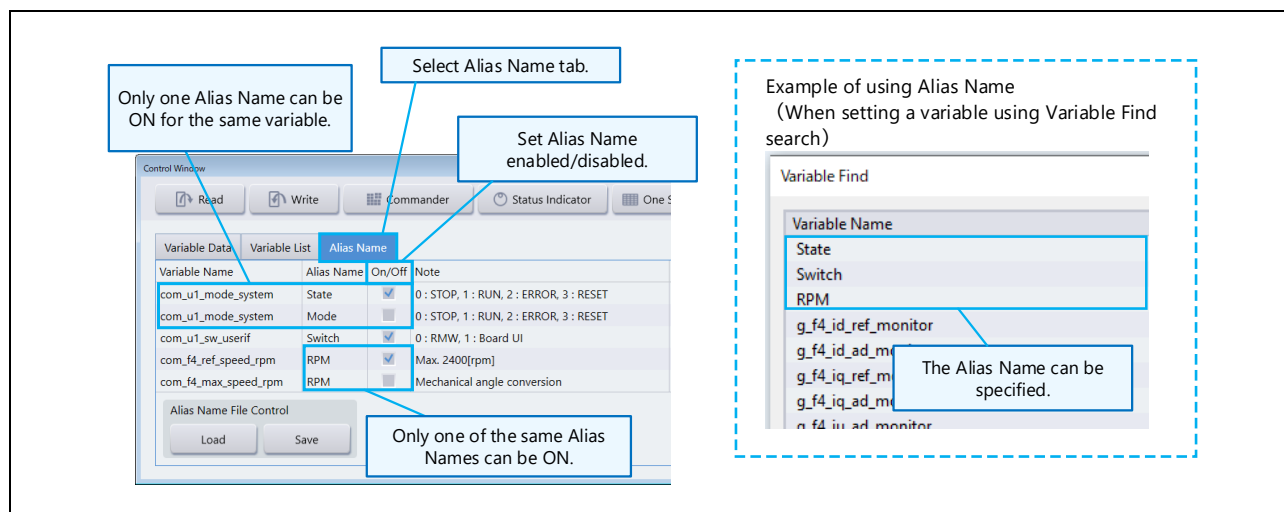 Select Alias Name tab.
Only one Alias Name can be
ON for the same variable.
Set Alias Name
enabled/disabled.
Control Window
Read
Write
Commander
Status Indicator
One S
Variable Data
Variable List
Alias Name
Variable Name Alias Name On/Off Note
com_u1_mode_system State 0 : STOP, 1 : RUN, 2 : ERROR, 3 : RESET
com_u1_mode_system Mode 0 : STOP, 1 : RUN, 2 : ERROR, 3 : RESET
com_u1_sw_userif Switch 0 : RMW, 1 : Board UI
com_f4_ref_speed_rpm RPM Max. 2400[rpm]
com_f4_max_speed_rpm RPM Mechanical angle conversion
Alias Name File Control
Load
Save
Only one of the same Alias
Names can be ON.
Example of using Alias Name
（When setting a variable using Variable Find
search）
Variable Find
Variable Name
State
Switch
RPM
g_f4_id_ref_monitor
g_f4_id_ad_m
g_f4_iq_ref_m
g_f4_iq_ad_m
g_f4_iu_ad_monitor
The Alias Name can be
specified.